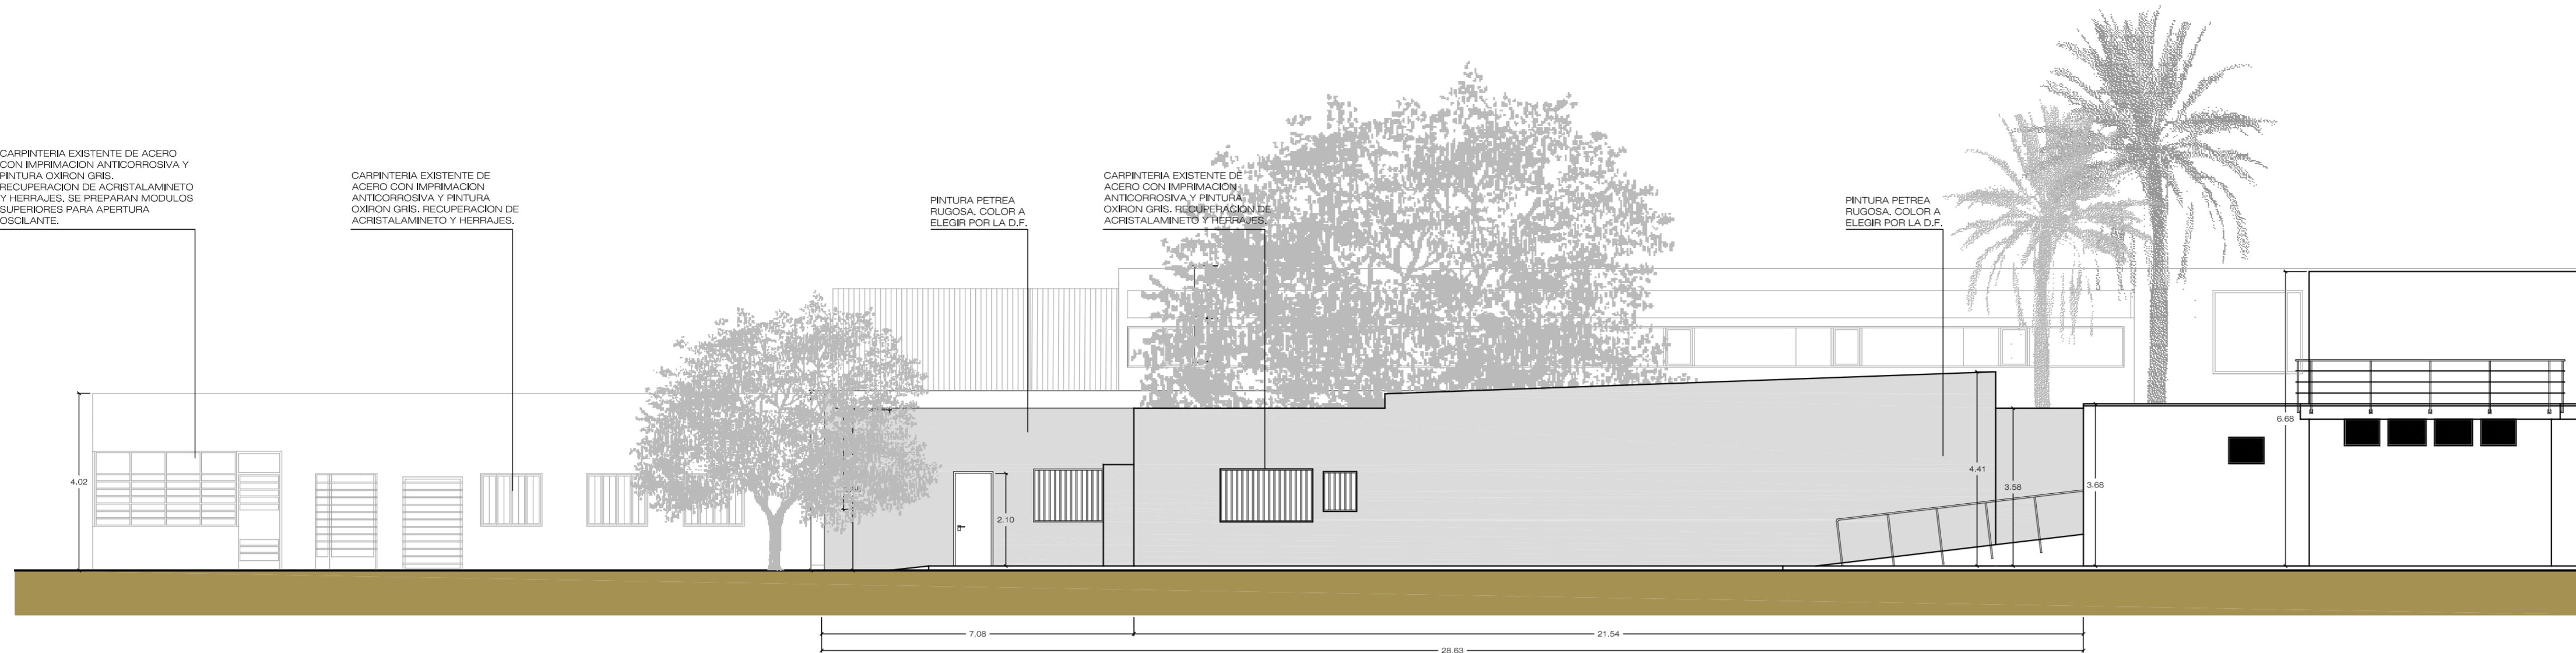 CARPINTERIA EXISTENTE DE ACERO
CON IMPRIMACION ANTICORROSIVA Y
PINTURA OXIRON GRIS.
RECUPERACION DE ACRISTALAMINETO
Y HERRAJES. SE PREPARAN MODULOS
SUPERIORES PARA APERTURA
OSCILANTE.
CARPINTERIA EXISTENTE DE
ACERO CON IMPRIMACION
ANTICORROSIVA Y PINTURA
OXIRON GRIS. RECUPERACION DE
ACRISTALAMINETO Y HERRAJES.
PINTURA PETREA
RUGOSA, COLOR A
ELEGIR POR LA D.F.
CARPINTERIA EXISTENTE DE
ACERO CON IMPRIMACION
ANTICORROSIVA Y PINTURA
OXIRON GRIS. RECUPERACION DE
ACRISTALAMINETO Y HERRAJES.
PINTURA PETREA
RUGOSA, COLOR A
ELEGIR POR LA D.F.
4.02
2.10
4.41
3.58
3.68
6.68
7.08
21.54
28.63